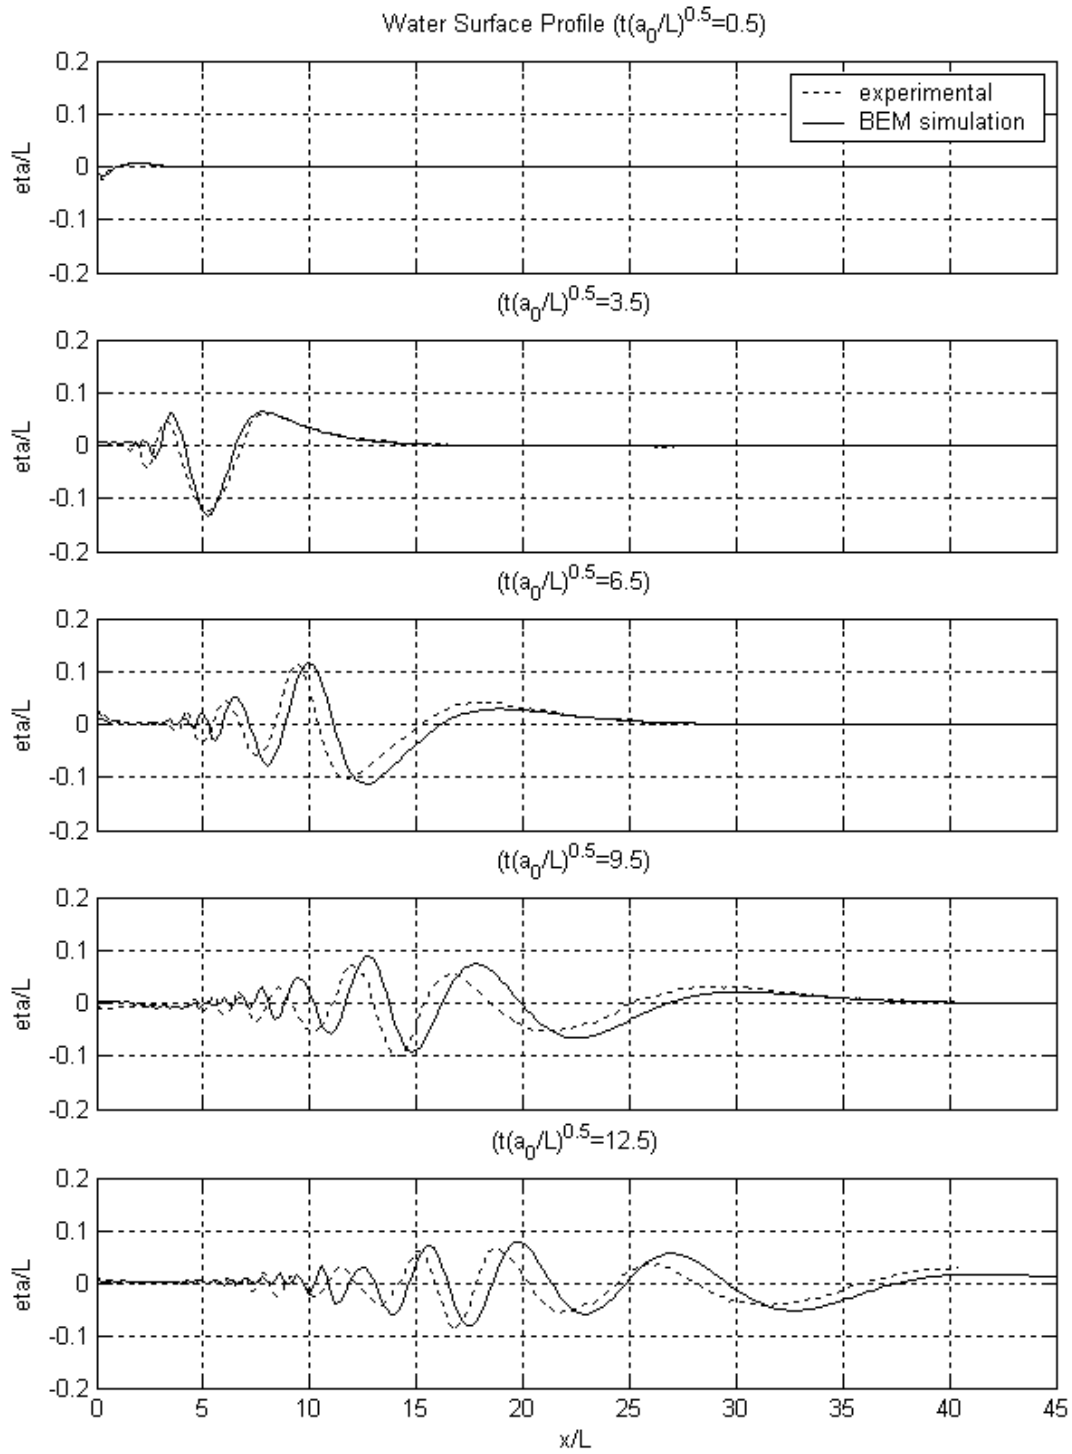 Water Surface Profile (t(a₀/L)⁰·⁵=0.5)
0.2
0.1
0
-0.1
-0.2
eta/L
experimental
BEM simulation
(t(a₀/L)⁰·⁵=3.5)
0.2
0.1
0
-0.1
-0.2
eta/L
(t(a₀/L)⁰·⁵=6.5)
0.2
0.1
0
-0.1
-0.2
eta/L
(t(a₀/L)⁰·⁵=9.5)
0.2
0.1
0
-0.1
-0.2
eta/L
(t(a₀/L)⁰·⁵=12.5)
0.2
0.1
0
-0.1
-0.2
eta/L
0 5 10 15 20 25 30 35 40 45
x/L